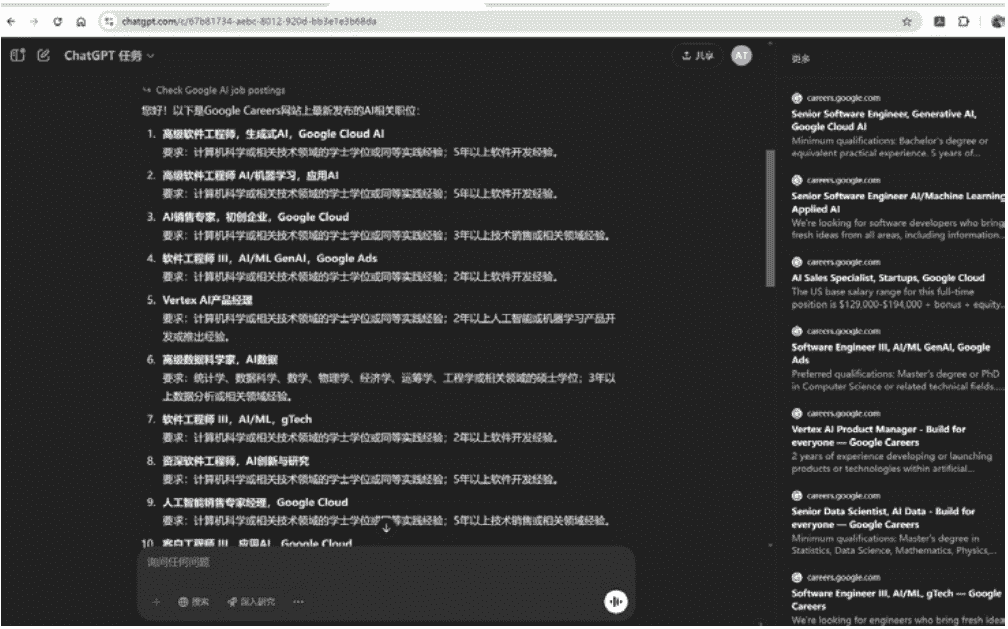 chatgpt.com/c/67b81734-aebc-8012-920d-bb3e1e3b68da
ChatGPT 任务
共享
AT
Check Google AI job postings
您好！以下是Google Careers网站上最新发布的AI相关职位：
1. 高级软件工程师，生成式AI，Google Cloud AI
要求：计算机科学或相关技术领域的学士学位或同等实践经验；5年以上软件开发经验。
2. 高级软件工程师 AI/机器学习，应用AI
要求：计算机科学或相关技术领域的学士学位或同等实践经验；5年以上软件开发经验。
3. AI销售专家，初创企业，Google Cloud
要求：计算机科学或相关技术领域的学士学位或同等实践经验；3年以上技术销售或相关领域经验。
4. 软件工程师 III，AI/ML GenAI，Google Ads
要求：计算机科学或相关技术领域的学士学位或同等实践经验；2年以上软件开发经验。
5. Vertex AI产品经理
要求：计算机科学或相关技术领域的学士学位或同等实践经验；2年以上人工智能或机器学习产品开
发或推出经验。
6. 高级数据科学家，AI数据
要求：统计学、数据科学、数学、物理学、经济学、运筹学、工程学或相关领域的硕士学位；3年以
上数据分析或相关领域经验。
7. 软件工程师 III，AI/ML，gTech
要求：计算机科学或相关技术领域的学士学位或同等实践经验；2年以上软件开发经验。
8. 资深软件工程师，AI创新与研究
要求：计算机科学或相关技术领域的学士学位或同等实践经验；5年以上软件开发经验。
9. 人工智能销售专家经理，Google Cloud
要求：计算机科学或相关技术领域的学士学位或同等实践经验；5年以上技术销售或相关领域经验。
10. 客户工程师 III，应用AI，Google Cloud
询问任何问题
搜索
深入研究
更多
careers.google.com
Senior Software Engineer, Generative AI,
Google Cloud AI
Minimum qualifications: Bachelor's degree or
equivalent practical experience. 5 years of...
careers.google.com
Senior Software Engineer AI/Machine Learning
Applied AI
We're looking for software developers who bring
fresh ideas from all areas, including information...
careers.google.com
AI Sales Specialist, Startups, Google Cloud
The US base salary range for this full-time
position is $129,000-$194,000 + bonus + equity...
careers.google.com
Software Engineer III, AI/ML GenAI, Google
Ads
Preferred qualifications: Master's degree or PhD
in Computer Science or related technical fields....
careers.google.com
Vertex AI Product Manager - Build for
everyone — Google Careers
2 years of experience developing or launching
products or technologies within artificial...
careers.google.com
Senior Data Scientist, AI Data - Build for
everyone — Google Careers
Minimum qualifications: Master's degree in
Statistics, Data Science, Mathematics, Physics,...
careers.google.com
Software Engineer III, AI/ML, gTech — Google
Careers
We're looking for engineers who bring fresh ideas